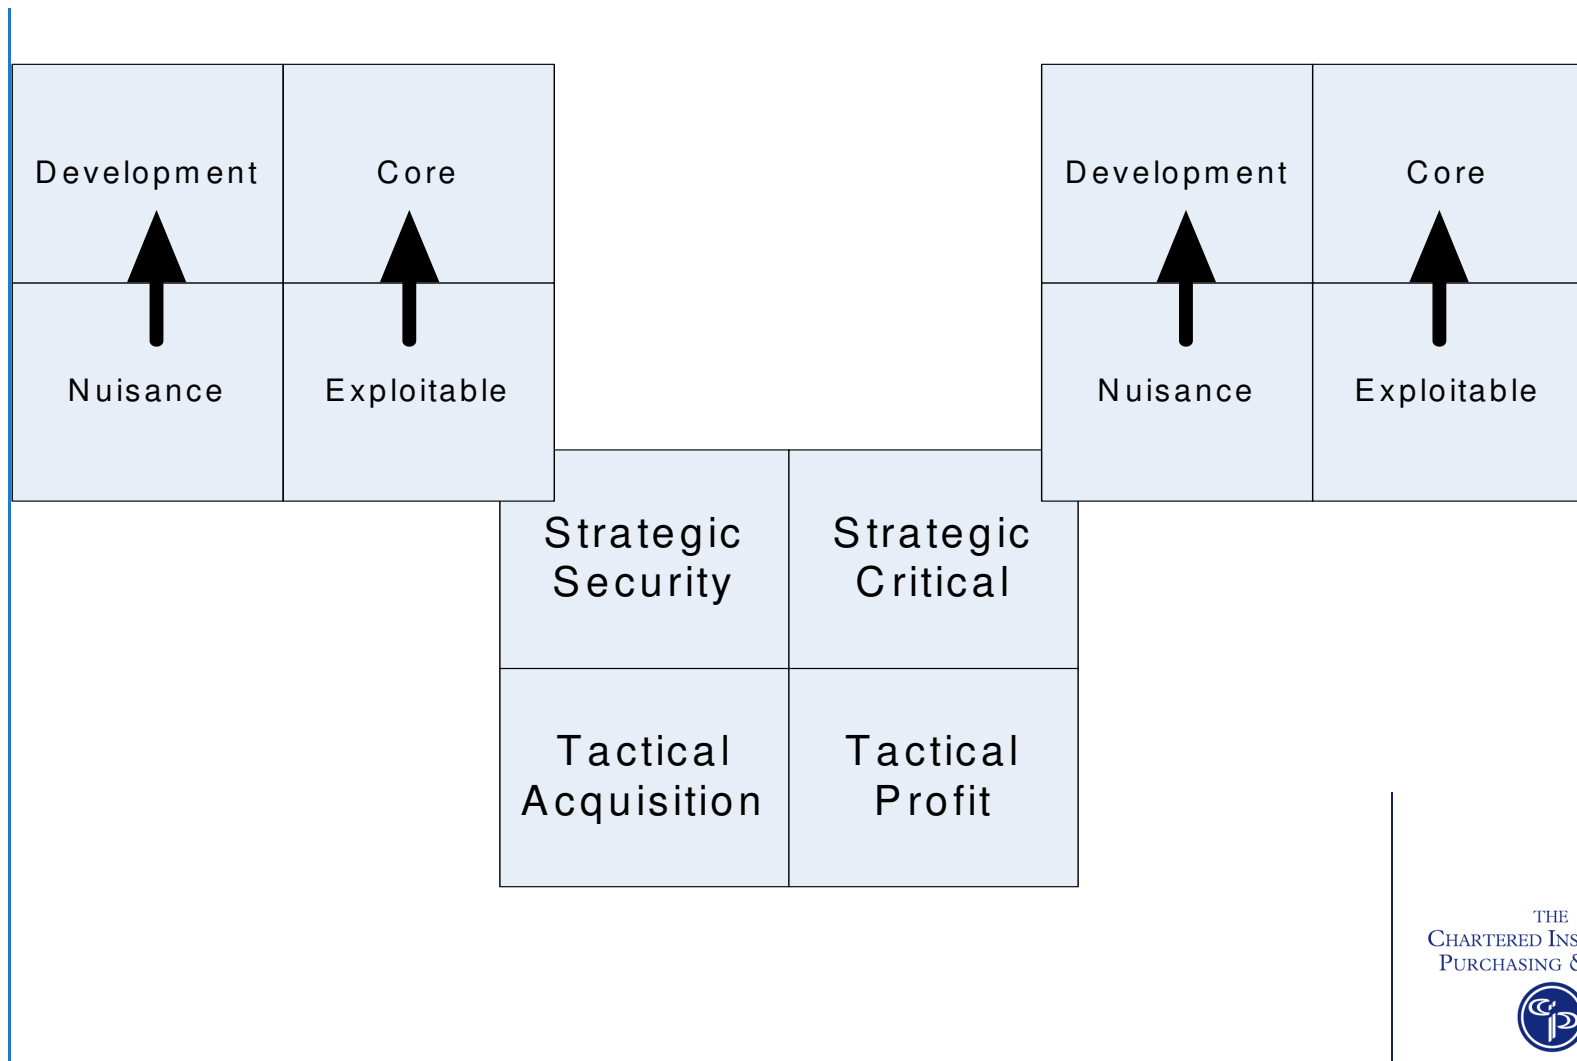 Development
Core
Nuisance
Exploitable
Development
Core
Nuisance
Exploitable
Strategic
Security
Strategic
Critical
Tactical
Acquisition
Tactical
Profit
THE
CHARTERED
PURCHASING